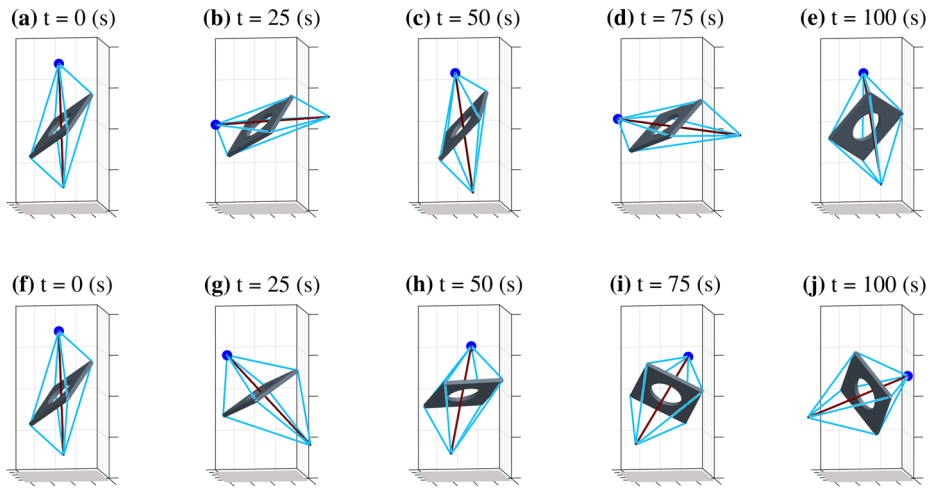 (a) t = 0 (s)
(b) t = 25 (s)
(c) t = 50 (s)
(d) t = 75 (s)
(e) t = 100 (s)
(f) t = 0 (s)
(g) t = 25 (s)
(h) t = 50 (s)
(i) t = 75 (s)
(j) t = 100 (s)